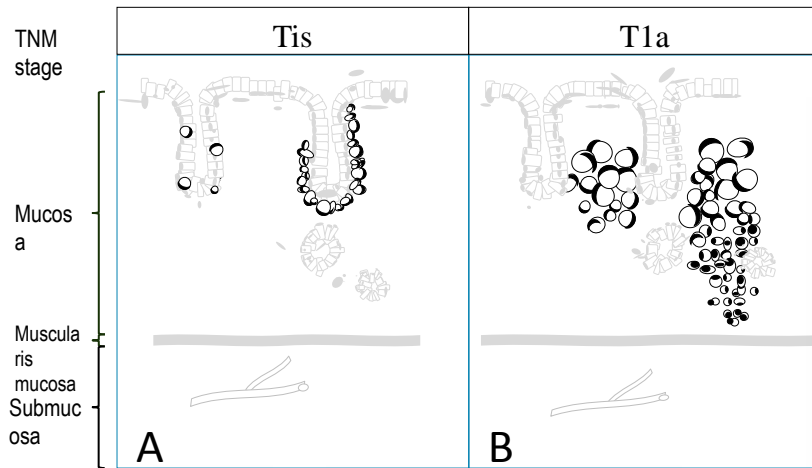 TNM
stage
Tis
T1a
Mucos
a
Muscula
ris
mucosa
Submuc
osa
A
B